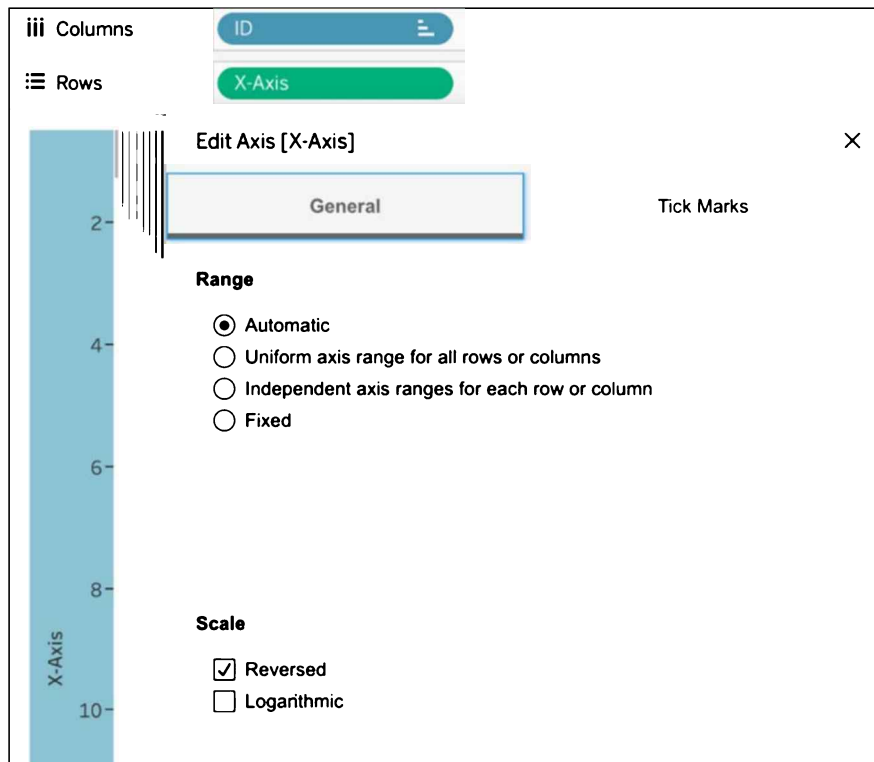 Columns
ID
Rows
X-Axis
Edit Axis [X-Axis]
General
Tick Marks
Range
Automatic
Uniform axis range for all rows or columns
Independent axis ranges for each row or column
Fixed
Scale
Reversed
Logarithmic
2
4
6
8
10
X-Axis